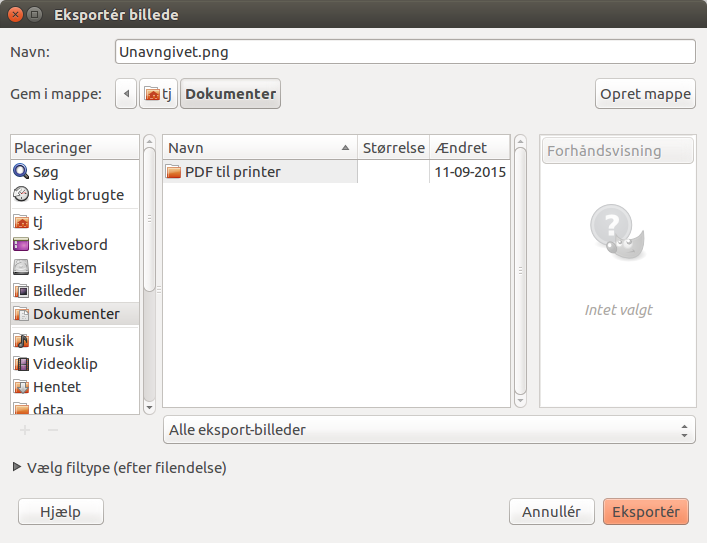 Eksportér billede
Navn:
Unavngivet.png
Gem i mappe:
tj
Dokumenter
Opret mappe
Placeringer
Søg
Nyligt brugte
tj
Skrivebord
Filsystem
Billeder
Dokumenter
Musik
Videoklip
Hentet
data
Navn Størrelse Ændret
PDF til printer 11-09-2015
Forhåndsvisning
?
Intet valgt
Alle eksport-billeder
Vælg filtype (efter filendelse)
Hjælp
Annullér
Eksportér